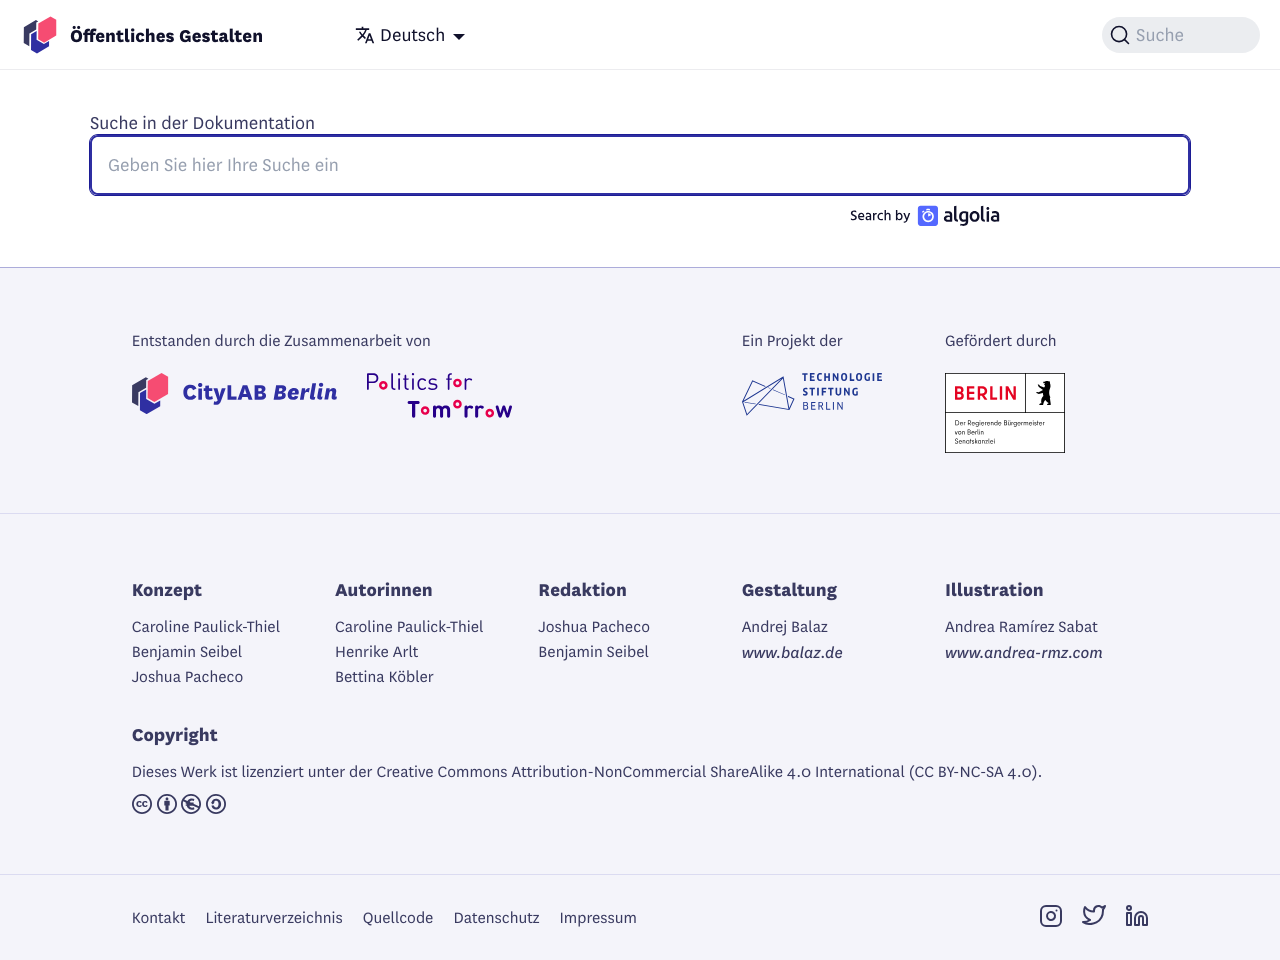 Öffentliches Gestalten
Deutsch
Suche
Suche in der Dokumentation
Geben Sie hier Ihre Suche ein
Search by algolia
Entstanden durch die Zusammenarbeit von
CityLAB Berlin
Politics for
Tomorrow
Ein Projekt der
TECHNOLOGIE
STIFTUNG
BERLIN
Gefördert durch
BERLIN
Der Regierende Bürgermeister
von Berlin
Senatskanzlei
Konzept
Caroline Paulick-Thiel
Benjamin Seibel
Joshua Pacheco
Autorinnen
Caroline Paulick-Thiel
Henrike Arlt
Bettina Köbler
Redaktion
Joshua Pacheco
Benjamin Seibel
Gestaltung
Andrej Balaz
www.balaz.de
Illustration
Andrea Ramírez Sabat
www.andrea-rmz.com
Copyright
Dieses Werk ist lizenziert unter der Creative Commons Attribution-NonCommercial ShareAlike 4.0 International (CC BY-NC-SA 4.0).
Kontakt Literaturverzeichnis Quellcode Datenschutz Impressum